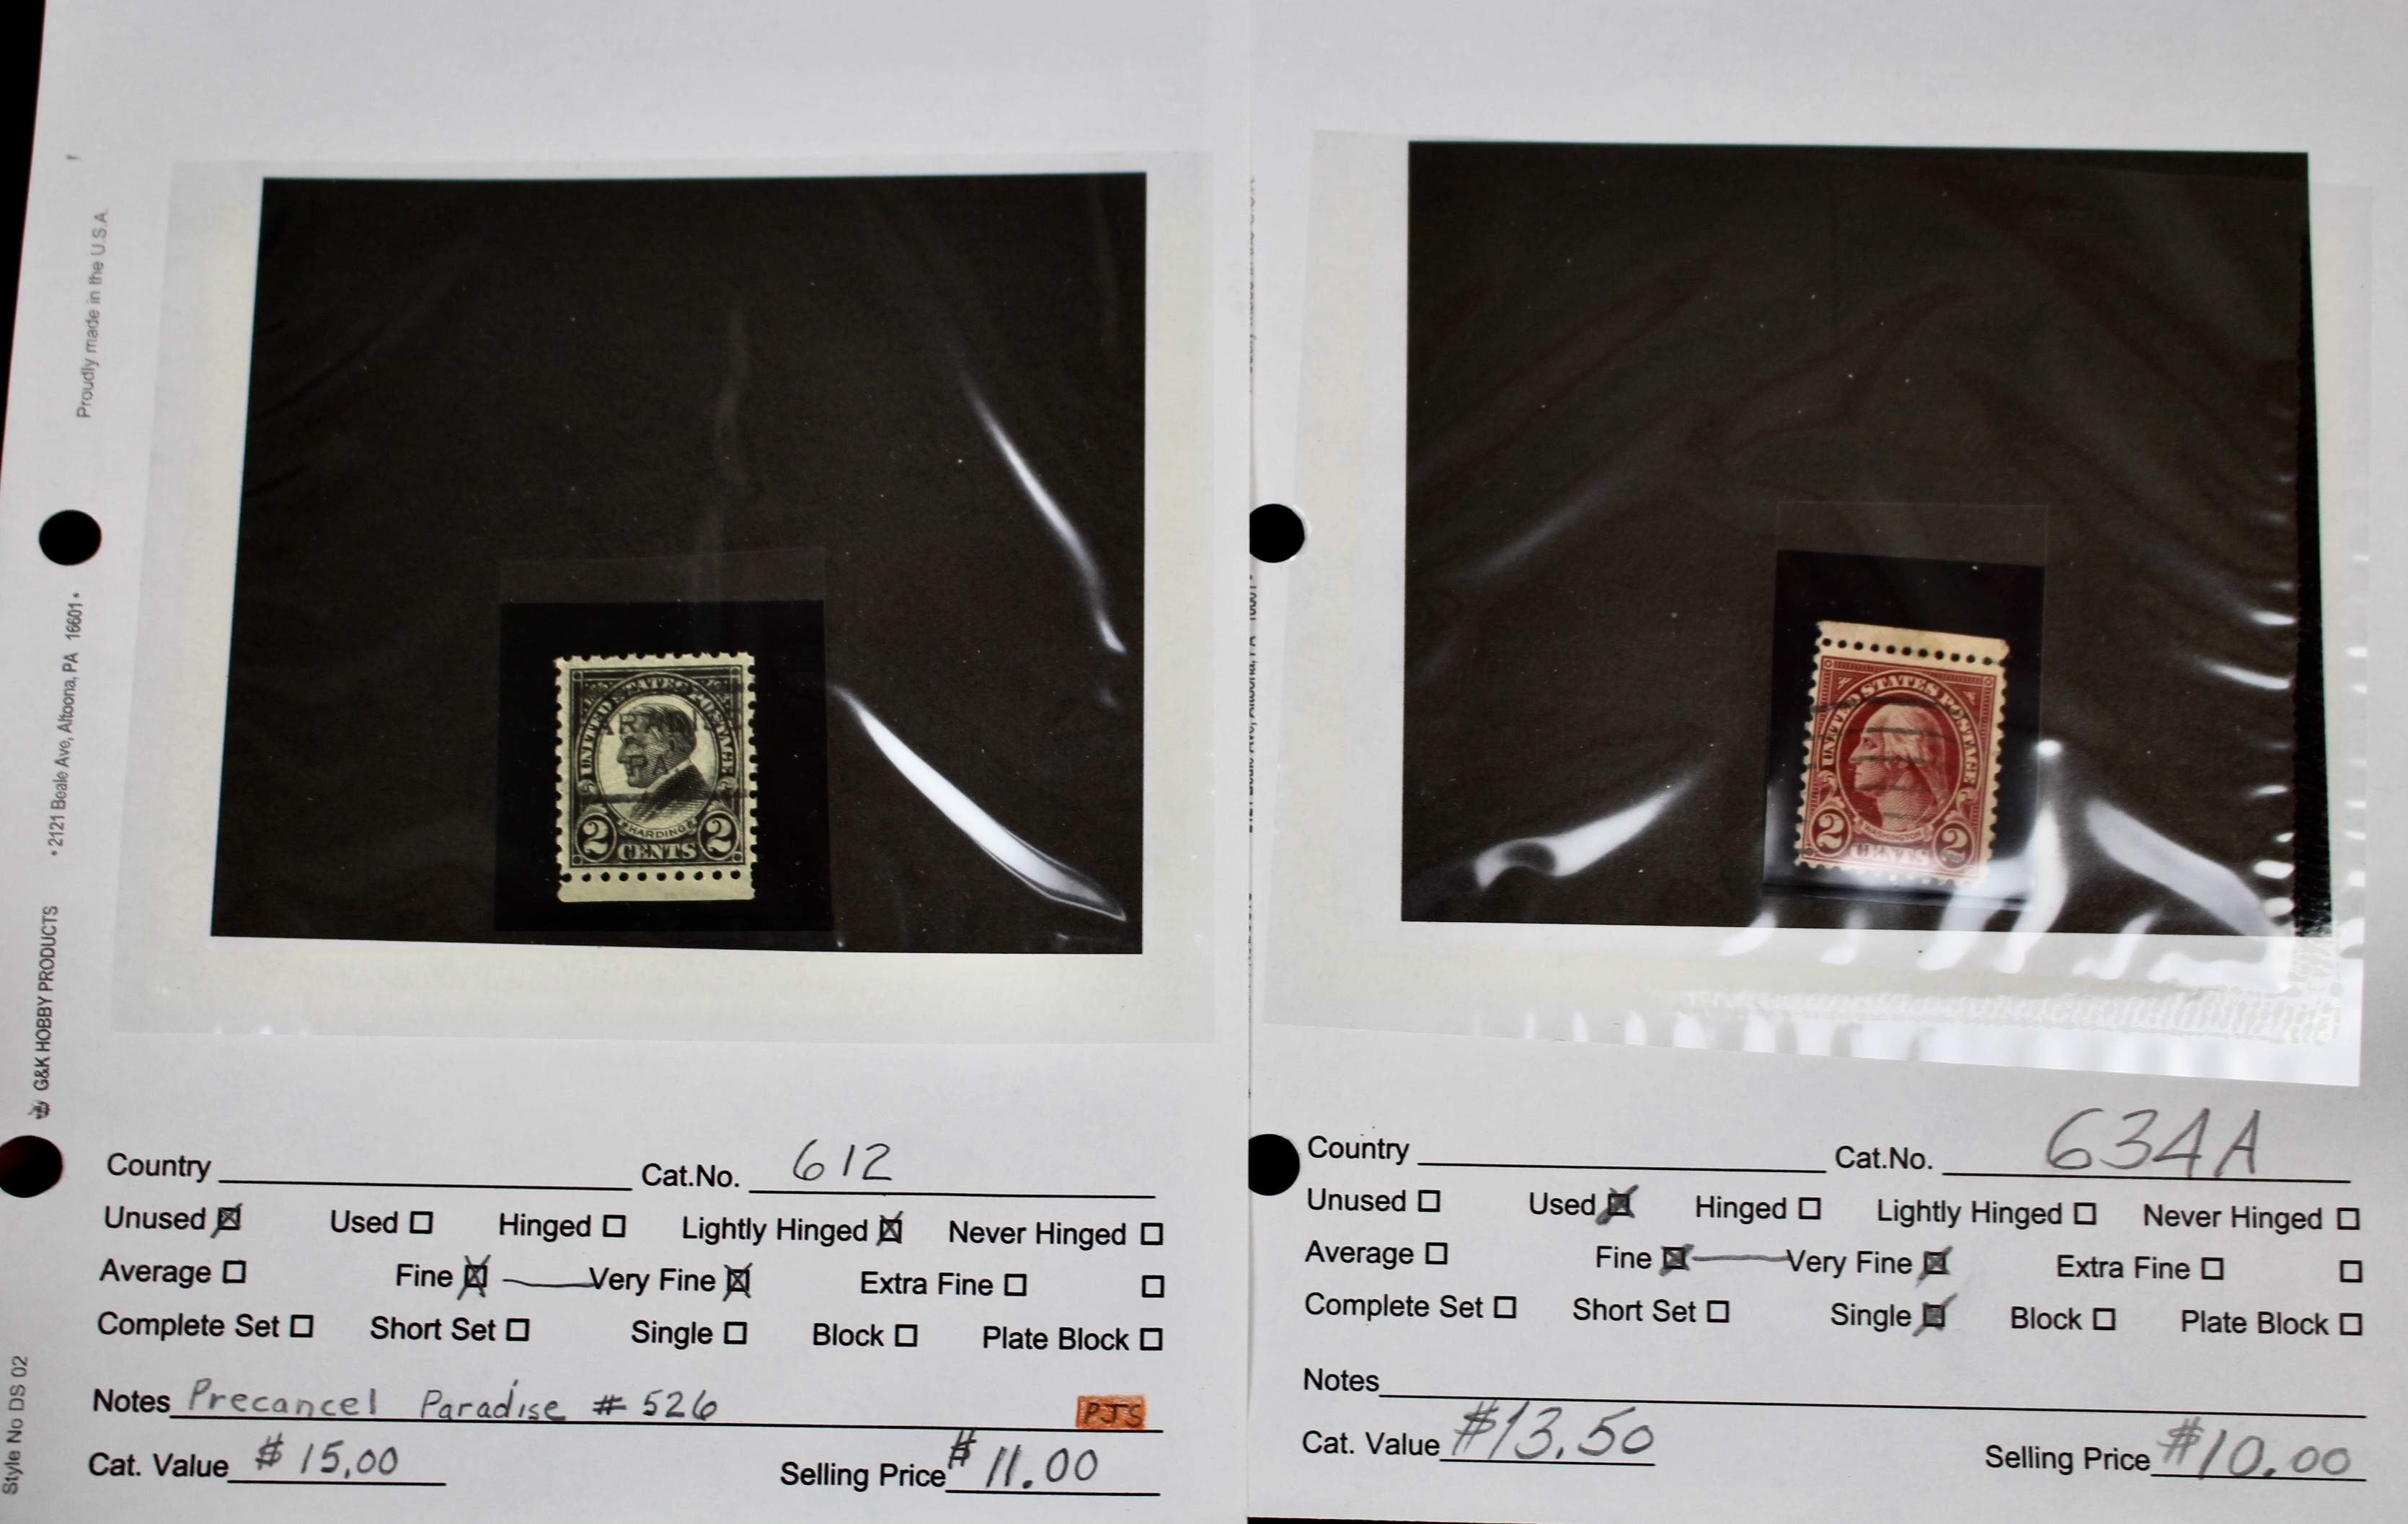 Proudly made in the U.S.A.
• 2121 Beale Ave, Altoona, PA 16601 •
G&K HOBBY PRODUCTS
Style No DS 02
UNITED STATES POSTAGE
PA
HARDING
2 CENTS 2
Country Cat.No. 612
Unused ☒ Used ☐ Hinged ☐ Lightly Hinged ☒ Never Hinged ☐
Average ☐ Fine ☒ — Very Fine ☒ Extra Fine ☐ ☐
Complete Set ☐ Short Set ☐ Single ☐ Block ☐ Plate Block ☐
Notes Precancel Paradise # 526 PJS
Cat. Value $ 15,00 Selling Price $ 11.00
UNITED STATES POSTAGE
WASHINGTON
2 CENTS 2
Country Cat.No. 634A
Unused ☐ Used ☒ Hinged ☐ Lightly Hinged ☐ Never Hinged ☐
Average ☐ Fine ☒ — Very Fine ☒ Extra Fine ☐ ☐
Complete Set ☐ Short Set ☐ Single ☒ Block ☐ Plate Block ☐
Notes
Cat. Value $13.50 Selling Price $10.00